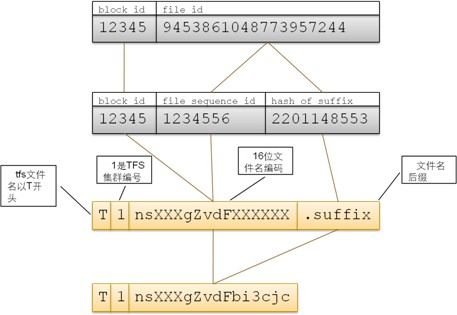 block id file id
12345 9453861048773957244
block id file sequence id hash of suffix
12345 1234556 2201148553
tfs文件
名以T开
头
1是TFS
集群编号
16位文
件名编码
文件名
后缀
T 1 nsXXXgZvdFXXXXXX .suffix
T 1 nsXXXgZvdFbi3cjc